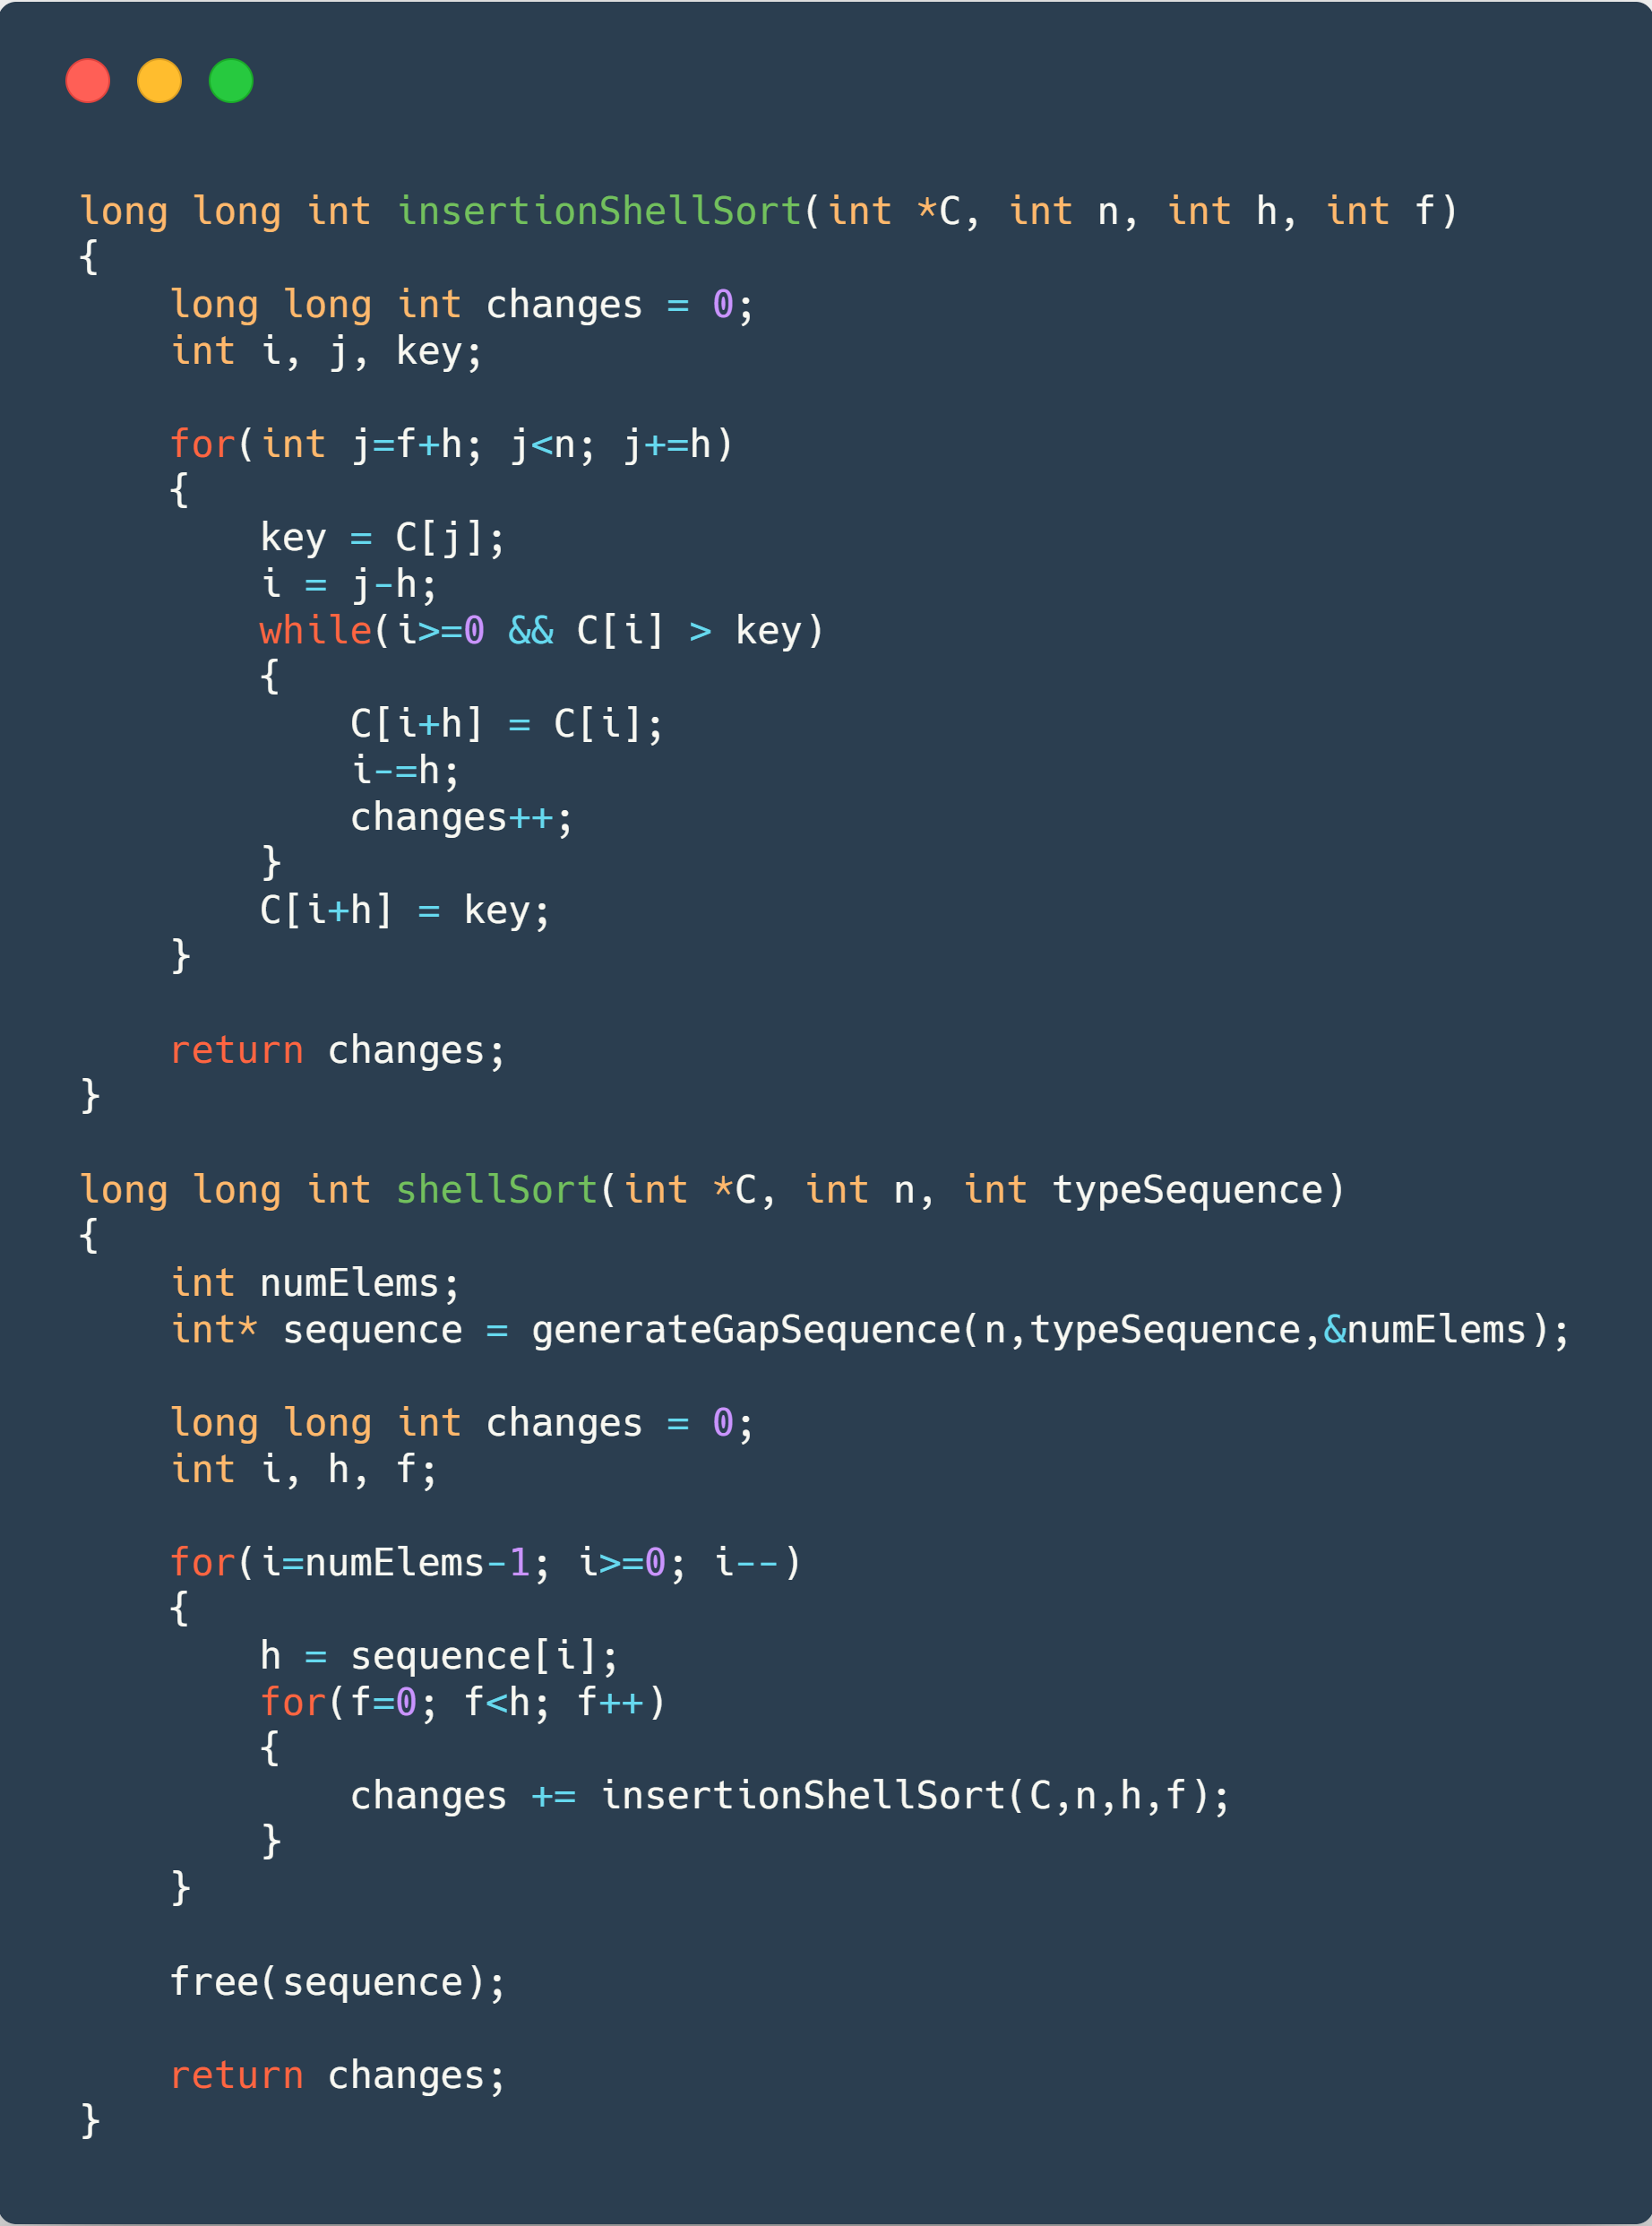 long long int insertionShellSort(int *C, int n, int h, int f)
{
    long long int changes = 0;
    int i, j, key;

    for(int j=f+h; j<n; j+=h)
    {
        key = C[j];
        i = j-h;
        while(i>=0 && C[i] > key)
        {
            C[i+h] = C[i];
            i-=h;
            changes++;
        }
        C[i+h] = key;
    }

    return changes;
}

long long int shellSort(int *C, int n, int typeSequence)
{
    int numElems;
    int* sequence = generateGapSequence(n,typeSequence,&numElems);

    long long int changes = 0;
    int i, h, f;

    for(i=numElems-1; i>=0; i--)
    {
        h = sequence[i];
        for(f=0; f<h; f++)
        {
            changes += insertionShellSort(C,n,h,f);
        }
    }

    free(sequence);

    return changes;
}